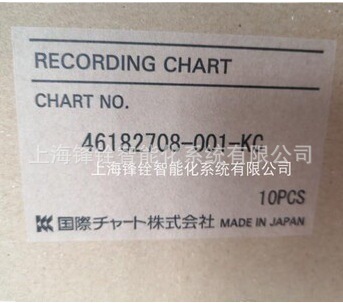 RECORDING CHART
CHART NO.
46182708-001-KC
上海锋铨智能化系统有限公司
上海锋铨智能化系统有限公司
10PCS
国際チャート株式会社 MADE IN JAPAN